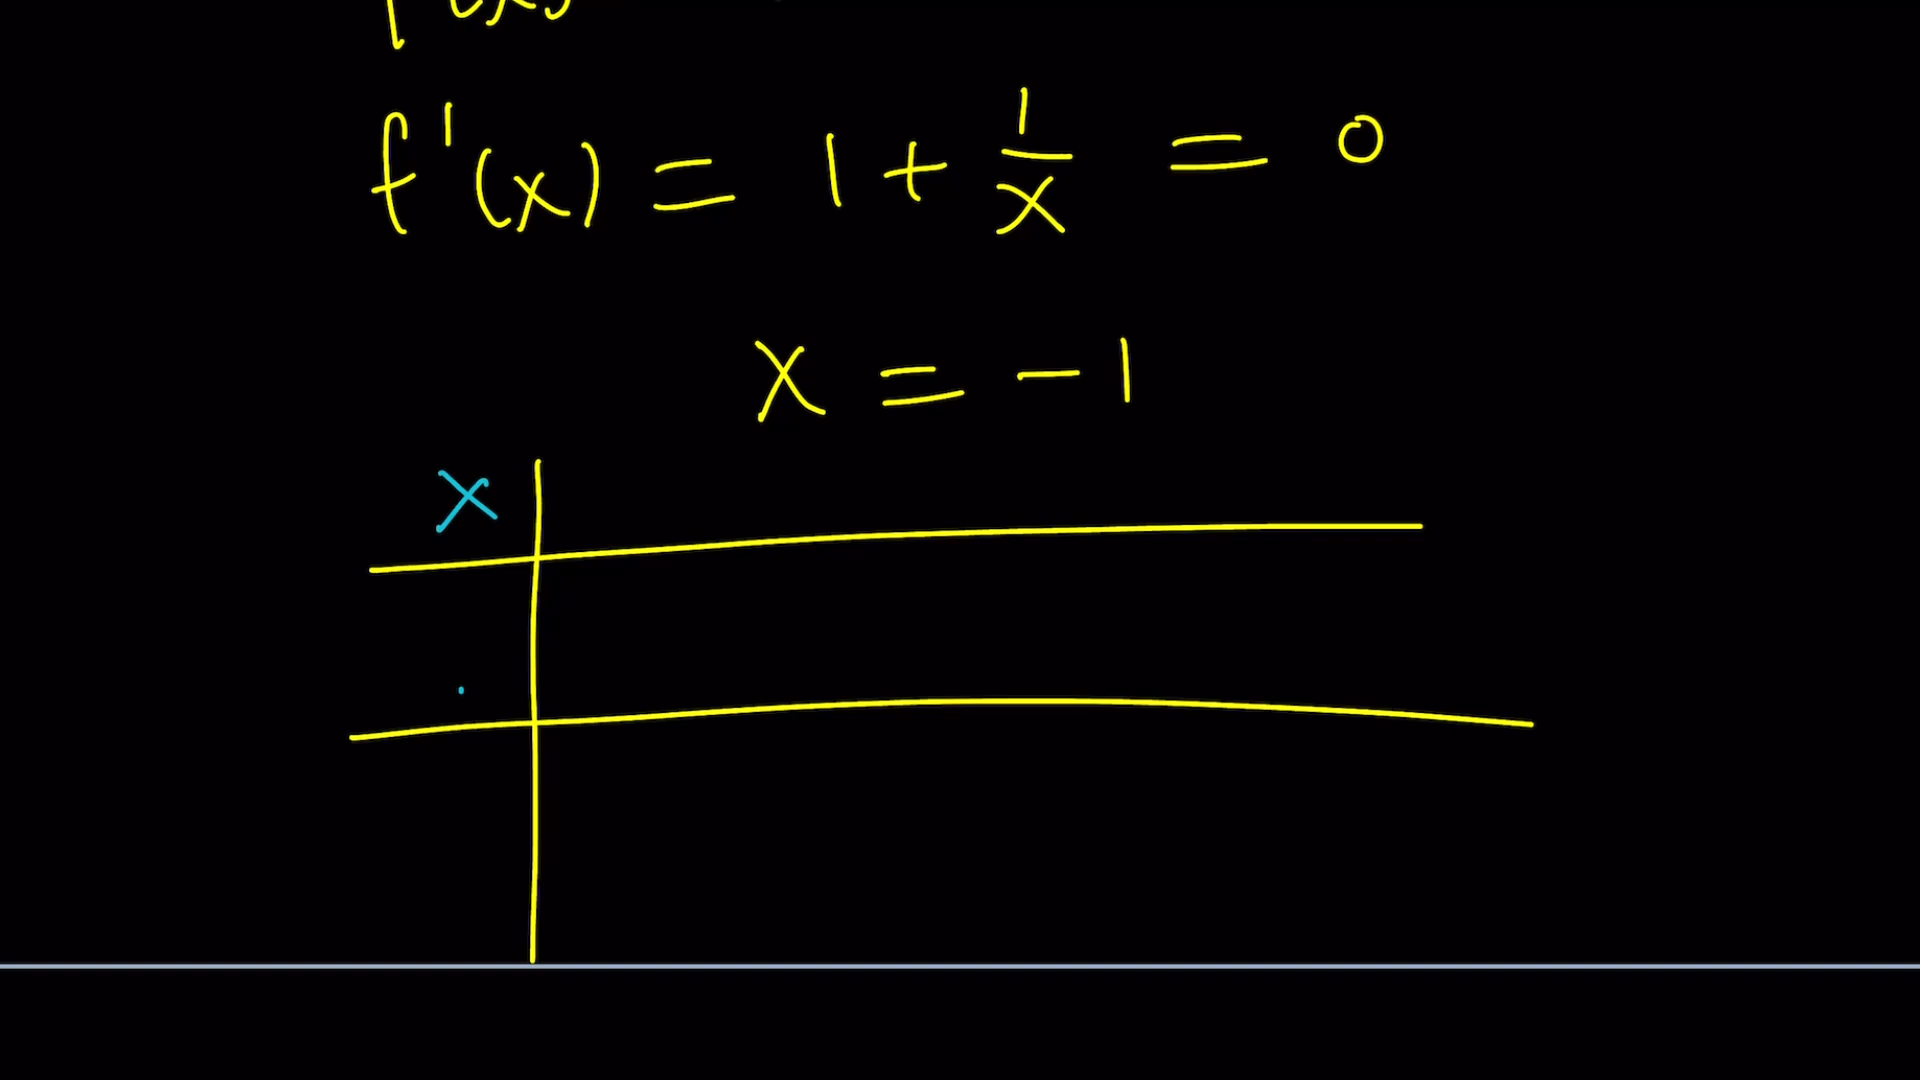 f'(x) = 1 + 1/x = 0
x = -1
x